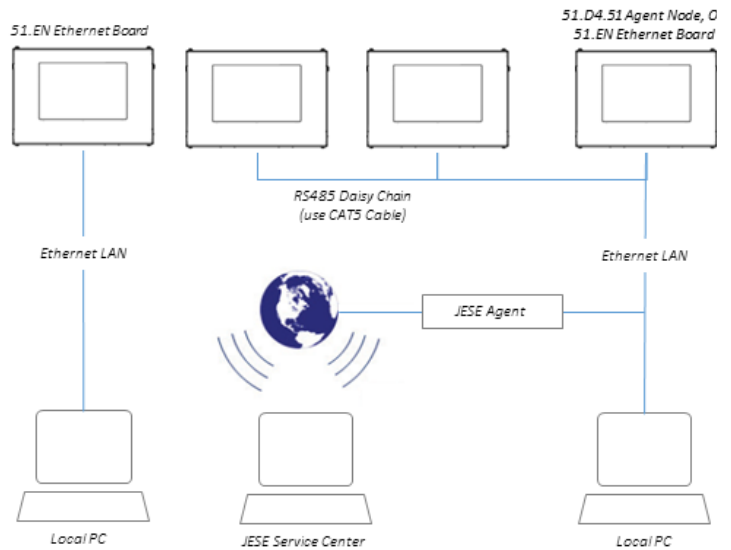 51.EN Ethernet Board
51.D4.51 Agent Node, O
51.EN Ethernet Board
RS485 Daisy Chain
(use CAT5 Cable)
Ethernet LAN
Ethernet LAN
JESE Agent
Local PC
JESE Service Center
Local PC